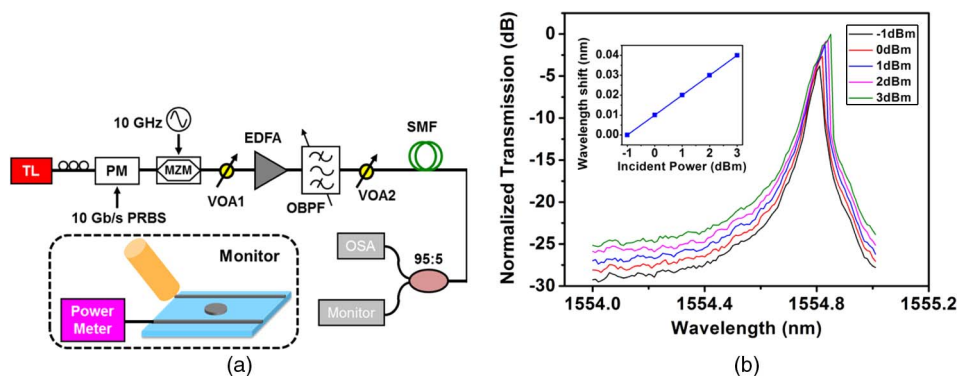 10 GHz
TL
PM
MZM
VOA1
EDFA
OBPF
VOA2
SMF
10 Gb/s PRBS
Monitor
Power
Meter
OSA
95:5
Monitor
(a)
(b)
Normalized Transmission (dB)
0
-5
-10
-15
-20
-25
-30
1554.0
1554.4
1554.8
1555.2
Wavelength (nm)
-1dBm
0dBm
1dBm
2dBm
3dBm
Wavelength shift (nm)
0.04
0.03
0.02
0.01
0.00
-1 0 1 2 3
Incident Power (dBm)